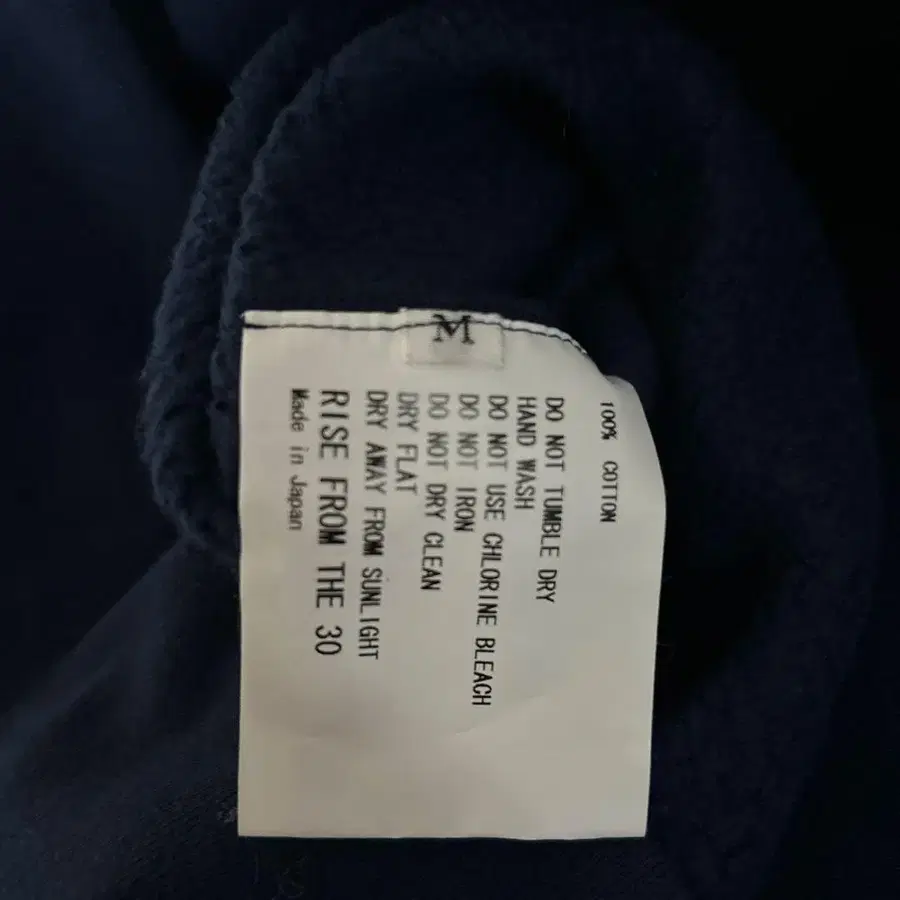 M
100% COTTON
DO NOT TUMBLE DRY
HAND WASH
DO NOT USE CHLORINE BLEACH
DO NOT IRON
DO NOT DRY CLEAN
DRY FLAT
DRY AWAY FROM SUNLIGHT
RISE FROM THE 30
Made in Japan